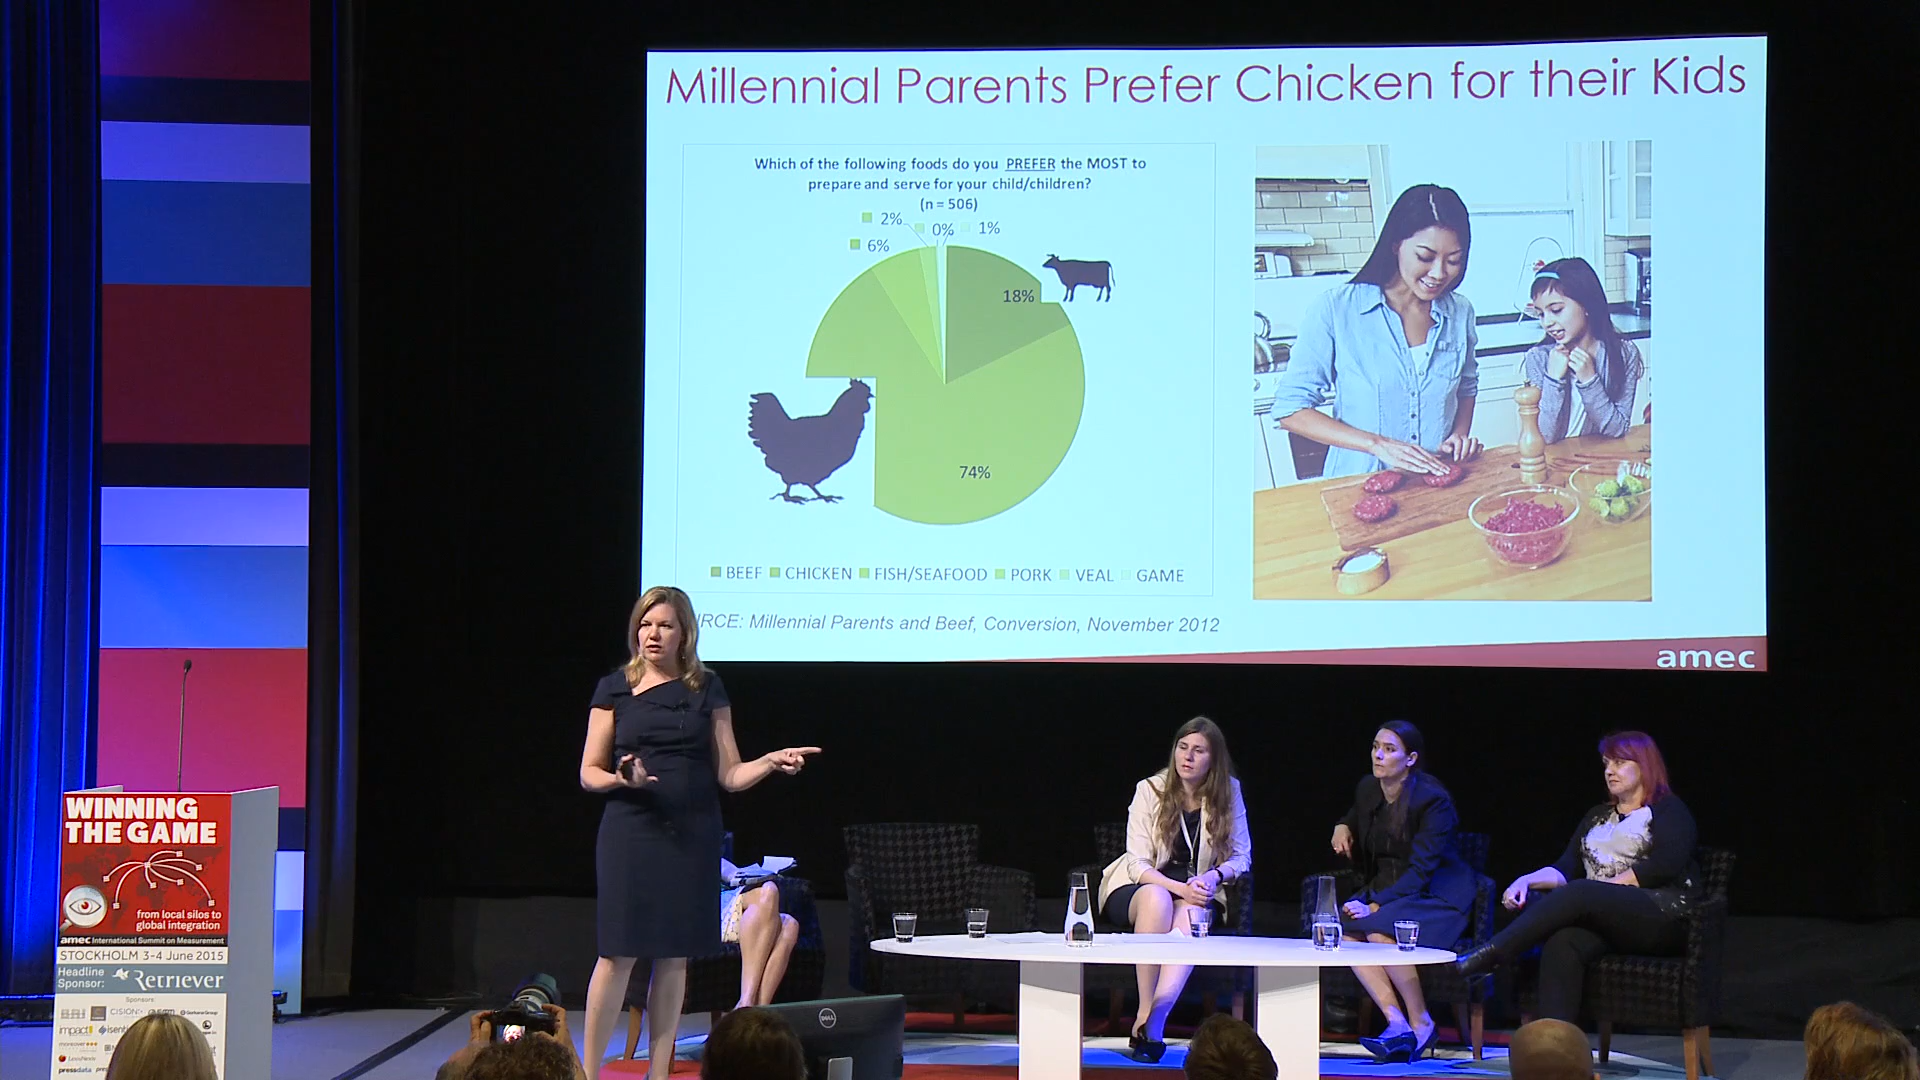 Millennial Parents Prefer Chicken for their Kids
Which of the following foods do you PREFER the MOST to
prepare and serve for your child/children?
(n = 506)
2%
0%
1%
6%
18%
74%
BEEF CHICKEN FISH/SEAFOOD PORK VEAL GAME
RCE: Millennial Parents and Beef, Conversion, November 2012
amec
WINNING
THE GAME
from local silos to
global integration
amec International Summit on Measurement
STOCKHOLM 3-4 June 2015
Headline
Sponsor:
Retriever
Sponsors
CISION
impact
isenti
pressdata
DELL